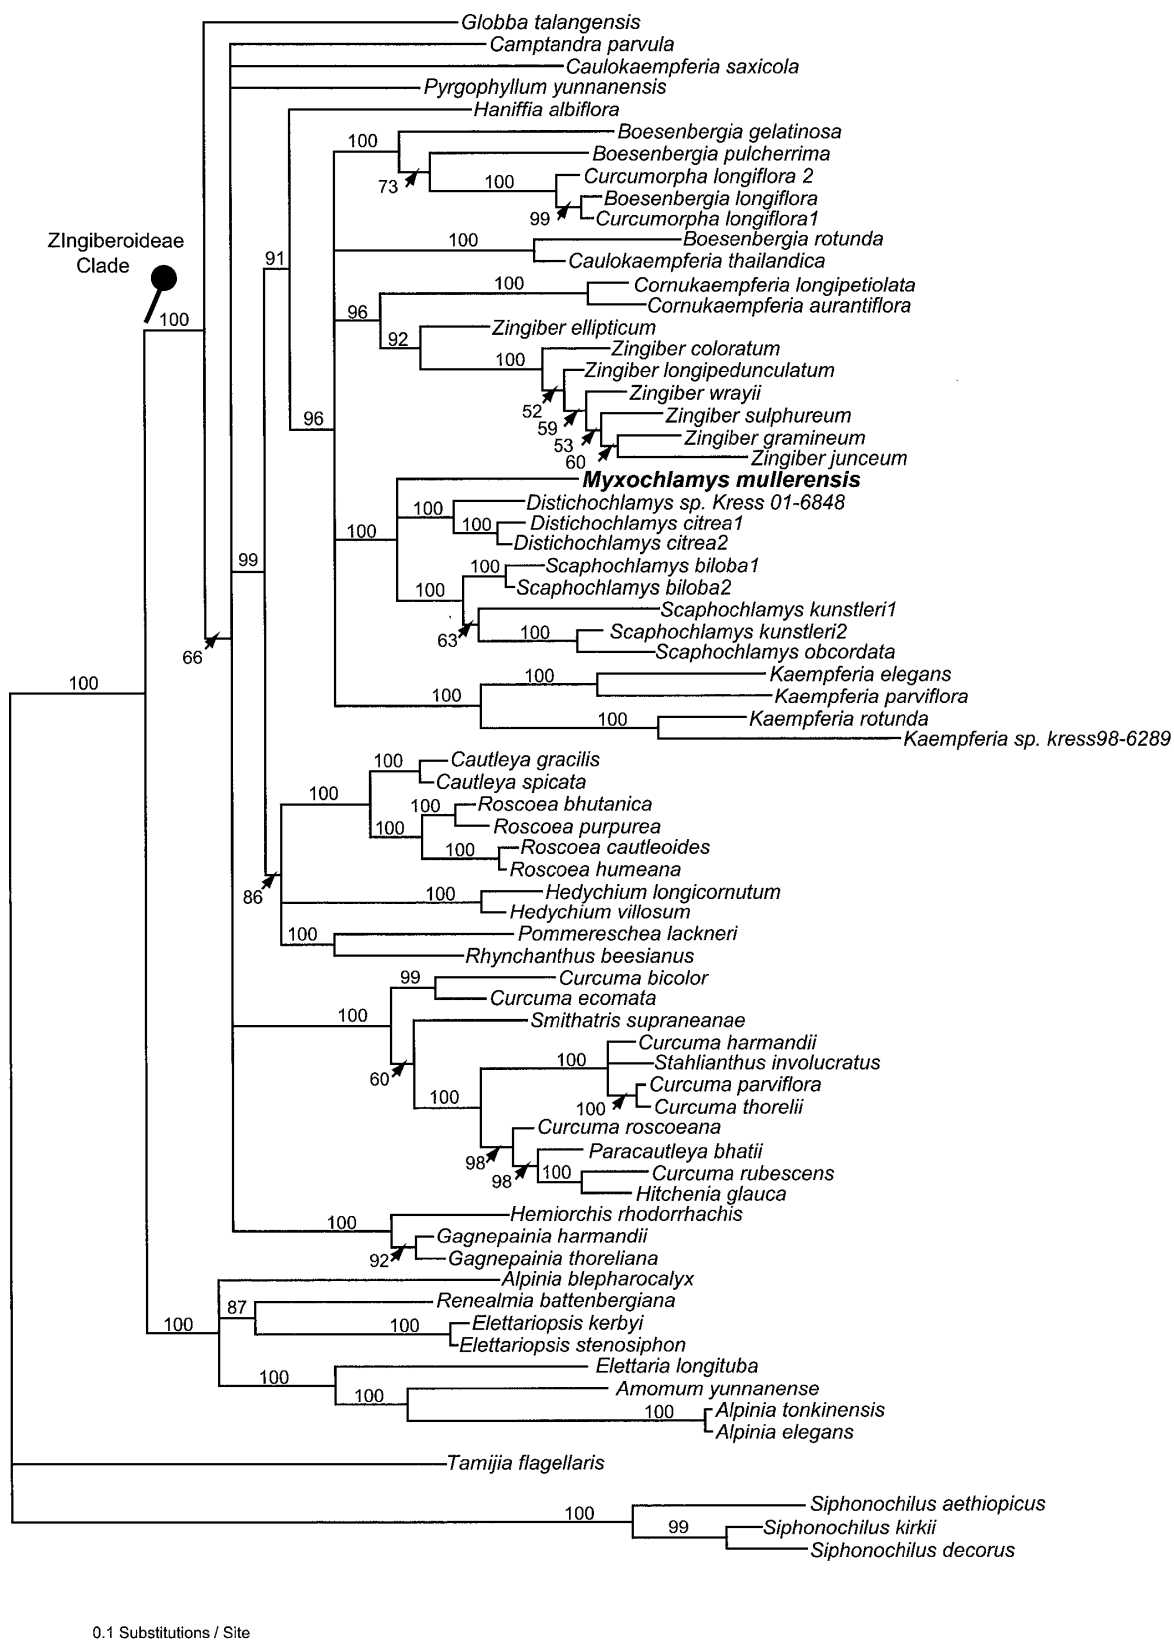 Globba talangensis
Camptandra parvula
Caulokaempferia saxicola
Pyrgophyllum yunnanensis
Haniffia albiflora
Boesenbergia gelatinosa
100
Boesenbergia pulcherrima
73
100
Curcumorpha longiflora 2
Boesenbergia longiflora
99
Curcumorpha longiflora1
ZIngiberoideae
Clade
100
Boesenbergia rotunda
Caulokaempferia thailandica
91
100
Cornukaempferia longipetiolata
Cornukaempferia aurantiflora
100
96
Zingiber ellipticum
92
Zingiber coloratum
100
Zingiber longipedunculatum
Zingiber wrayii
52
Zingiber sulphureum
96
59
Zingiber gramineum
53
Zingiber junceum
60
Myxochlamys mullerensis
Distichochlamys sp. Kress 01-6848
100
Distichochlamys citrea1
100
100
Distichochlamys citrea2
99
Scaphochlamys biloba1
100
Scaphochlamys biloba2
100
Scaphochlamys kunstleri1
Scaphochlamys kunstleri2
63
100
Scaphochlamys obcordata
66
Kaempferia elegans
100
100
Kaempferia parviflora
100
Kaempferia rotunda
100
Kaempferia sp. kress98-6289
Cautleya gracilis
100
Cautleya spicata
100
Roscoea bhutanica
100
Roscoea purpurea
100
Roscoea cautleoides
100
Roscoea humeana
Hedychium longicornutum
86
100
Hedychium villosum
Pommereschea lackneri
100
Rhynchanthus beesianus
Curcuma bicolor
99
Curcuma ecomata
100
Smithatris supraneanae
Curcuma harmandii
100
Stahlianthus involucratus
60
Curcuma parviflora
100
100
Curcuma thorelii
Curcuma roscoeana
Paracautleya bhatii
98
Curcuma rubescens
98
100
Hitchenia glauca
Hemiorchis rhodorrhachis
100
Gagnepainia harmandii
92
Gagnepainia thoreliana
Alpinia blepharocalyx
Renealmia battenbergiana
87
Elettariopsis kerbyi
100
100
Elettariopsis stenosiphon
Elettaria longituba
100
Amomum yunnanense
100
Alpinia tonkinensis
100
Alpinia elegans
Tamijia flagellaris
Siphonochilus aethiopicus
100
Siphonochilus kirkii
99
Siphonochilus decorus
0.1 Substitutions / Site